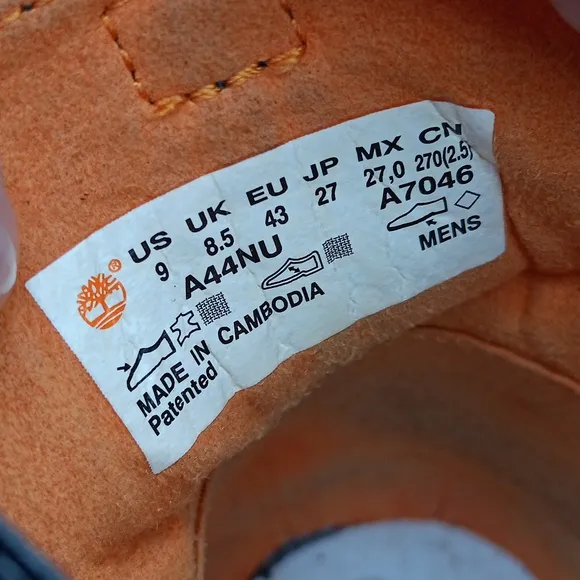 US UK EU JP MX CN
9 8.5 43 27 27,0 270(2.5)
A44NU A7046
MENS
MADE IN CAMBODIA
Patented
®